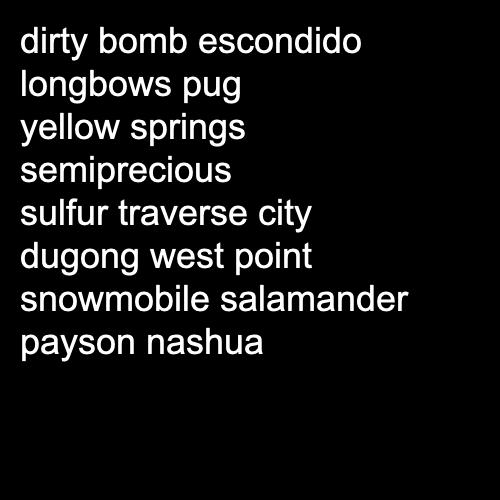 dirty bomb escondido
longbows pug
yellow springs
semiprecious
sulfur traverse city
dugong west point
snowmobile salamander
payson nashua